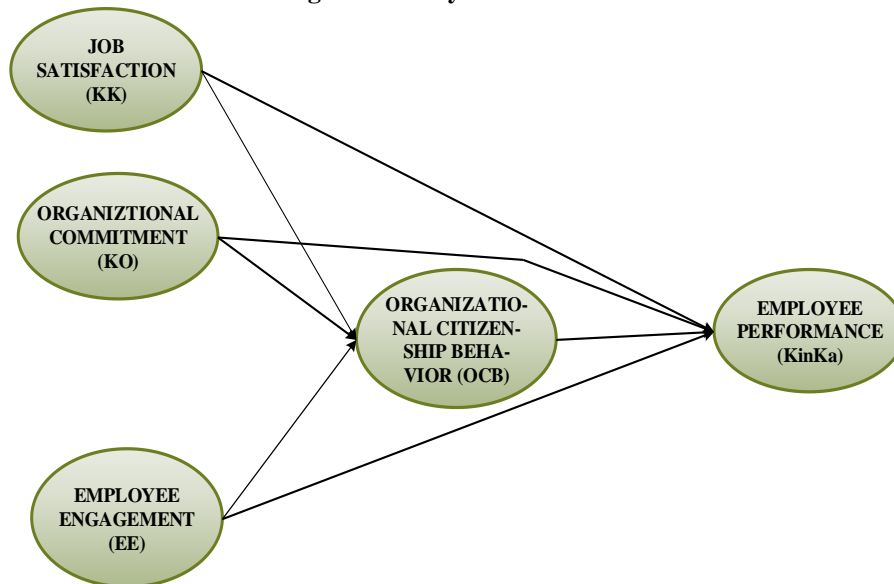 JOB
SATISFACTION
(KK)
ORGANIZTIONAL
COMMITMENT
(KO)
ORGANIZATIO-
NAL CITIZEN-
SHIP BEHA-
VIOR (OCB)
EMPLOYEE
PERFORMANCE
(KinKa)
EMPLOYEE
ENGAGEMENT
(EE)